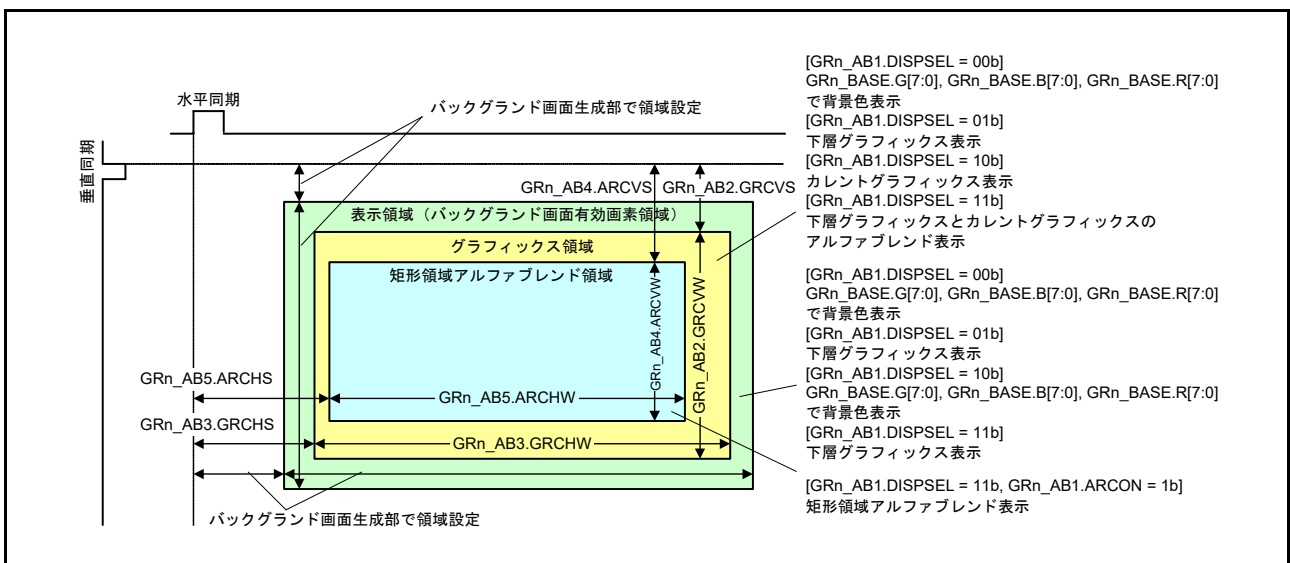 水平同期
垂直同期
バックグランド画面生成部で領域設定
GRn_AB4.ARCVS
GRn_AB2.GRCVS
表示領域（バックグランド画面有効画素領域）
グラフィックス領域
矩形領域アルファブレンド領域
GRn_AB4.ARCVW
GRn_AB2.GRCVW
GRn_AB5.ARCHS
GRn_AB5.ARCHW
GRn_AB3.GRCHS
GRn_AB3.GRCHW
バックグランド画面生成部で領域設定
[GRn_AB1.DISPSEL = 00b]
GRn_BASE.G[7:0], GRn_BASE.B[7:0], GRn_BASE.R[7:0]
で背景色表示
[GRn_AB1.DISPSEL = 01b]
下層グラフィックス表示
[GRn_AB1.DISPSEL = 10b]
カレントグラフィックス表示
[GRn_AB1.DISPSEL = 11b]
下層グラフィックスとカレントグラフィックスの
アルファブレンド表示
[GRn_AB1.DISPSEL = 00b]
GRn_BASE.G[7:0], GRn_BASE.B[7:0], GRn_BASE.R[7:0]
で背景色表示
[GRn_AB1.DISPSEL = 01b]
下層グラフィックス表示
[GRn_AB1.DISPSEL = 10b]
GRn_BASE.G[7:0], GRn_BASE.B[7:0], GRn_BASE.R[7:0]
で背景色表示
[GRn_AB1.DISPSEL = 11b]
下層グラフィックス表示
[GRn_AB1.DISPSEL = 11b, GRn_AB1.ARCON = 1b]
矩形領域アルファブレンド表示